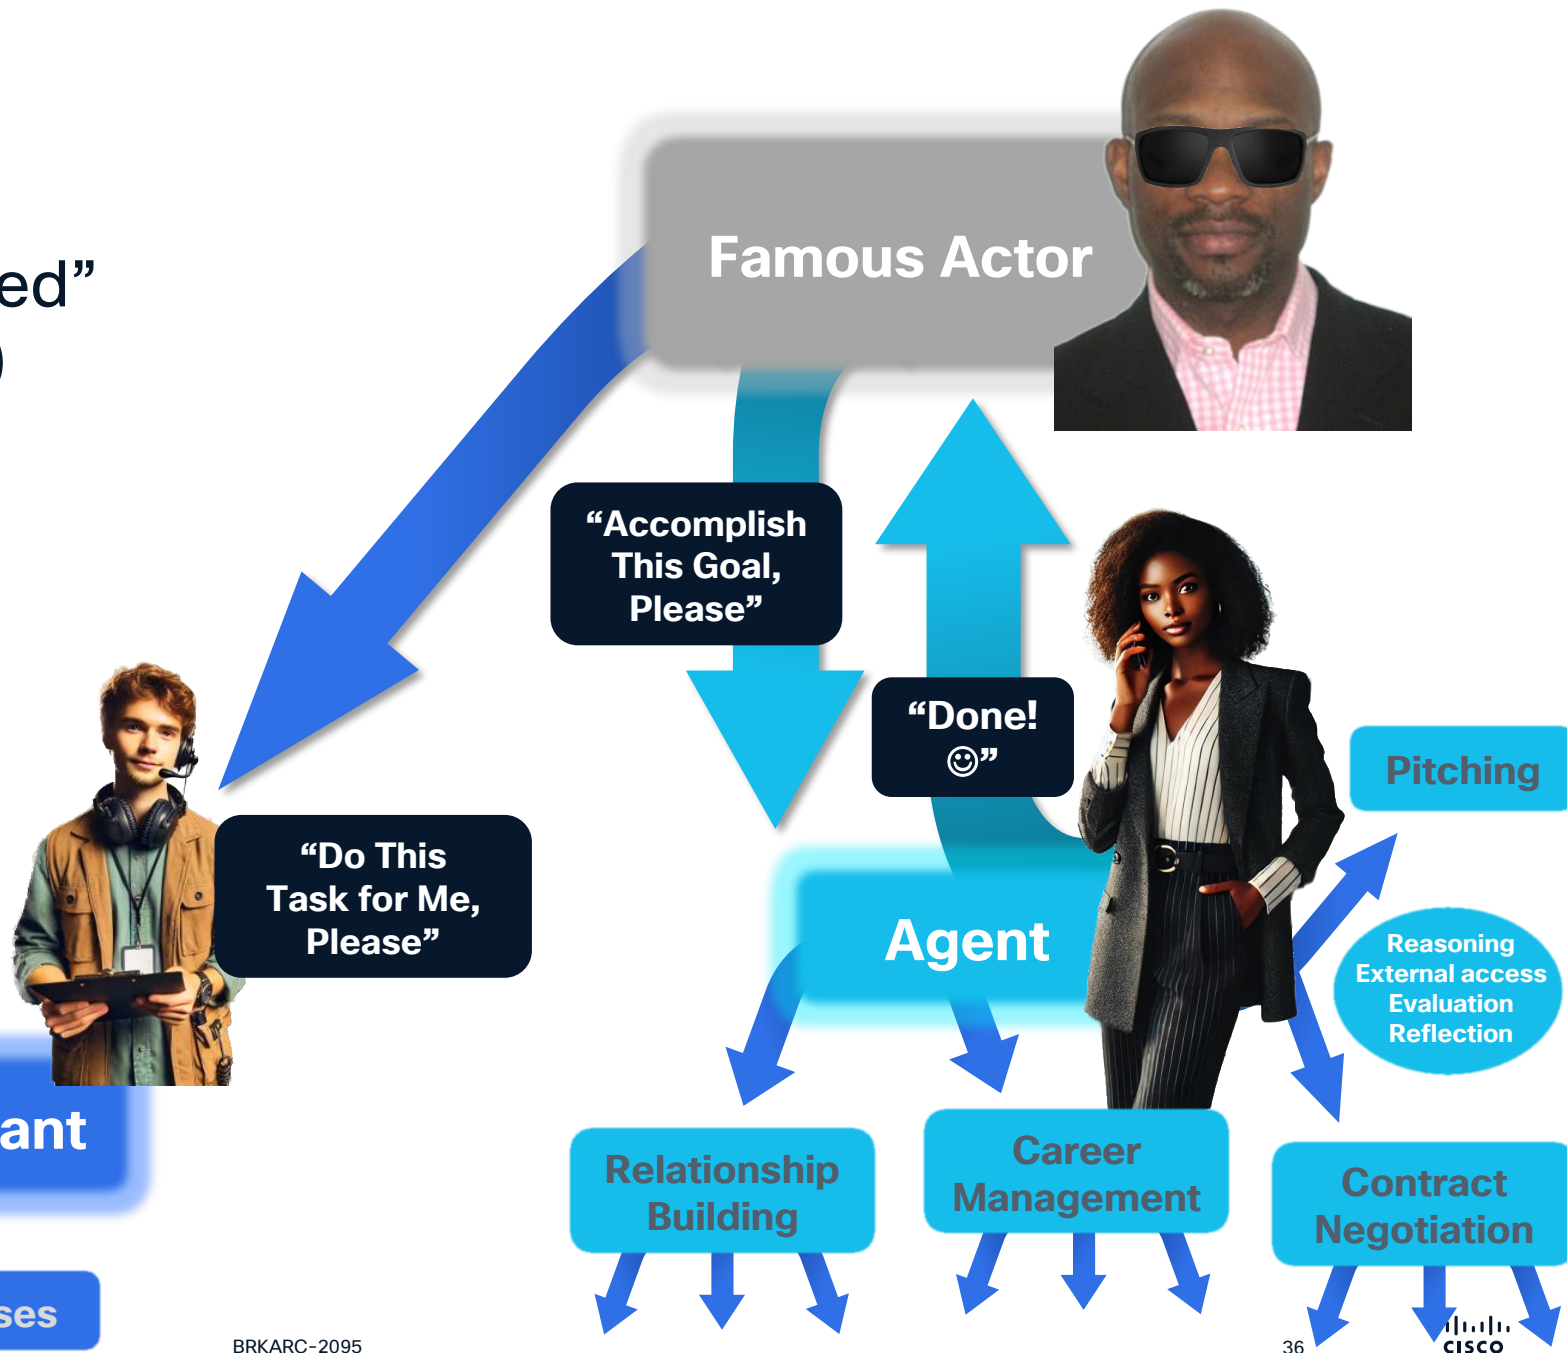 ed”
)
Famous Actor
“Accomplish
This Goal,
Please”
“Done!
☺”
“Do This
Task for Me,
Please”
Pitching
Agent
Reasoning
External access
Evaluation
Reflection
ant
Relationship
Building
Career
Management
Contract
Negotiation
ses
BRKARC-2095
36
CISCO